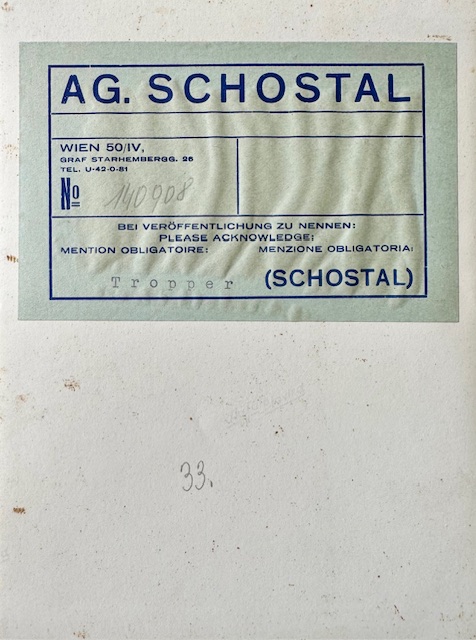 AG. SCHOSTAL
WIEN 50/IV,
GRAF STARHEMBERGG. 26
TEL. U-42-0-81
No 140908
BEI VERÖFFENTLICHUNG ZU NENNEN:
PLEASE ACKNOWLEDGE:
MENTION OBLIGATOIRE: MENZIONE OBLIGATORIA:
Tropper (SCHOSTAL)
33.